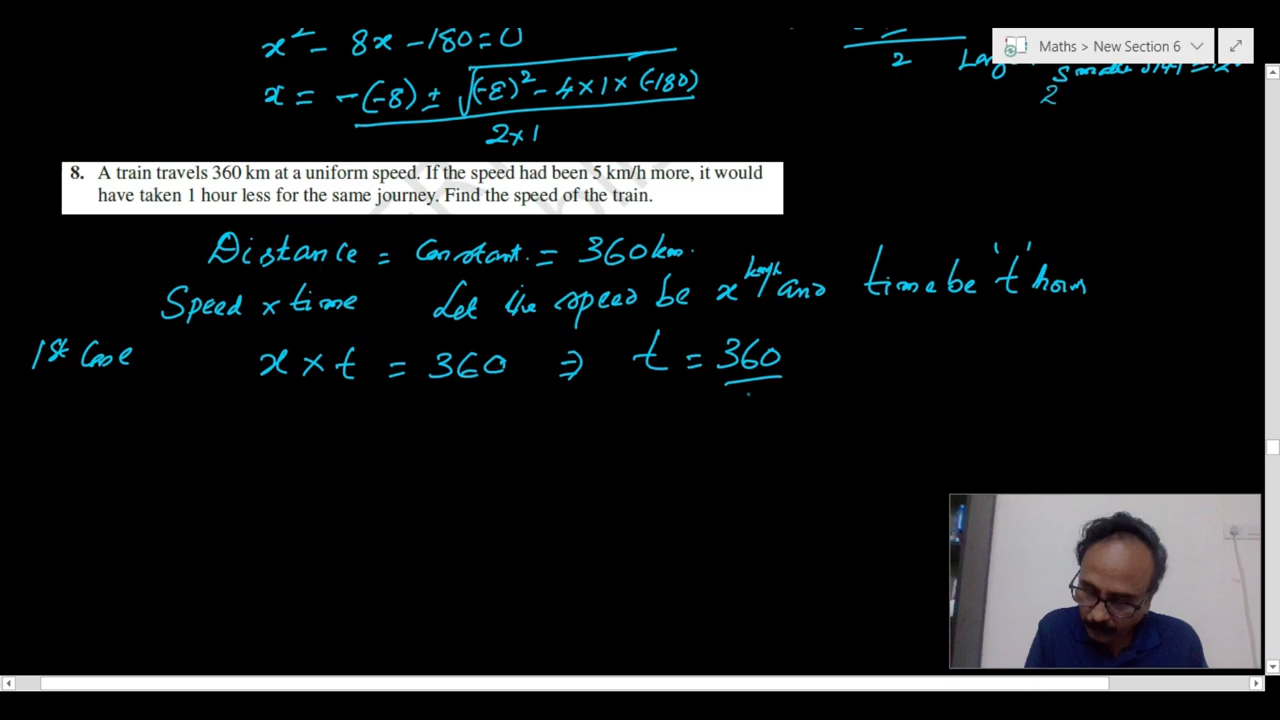 x² - 8x - 180 = 0
Maths > New Section 6
x = -(-8) ± √(-8)² - 4×1×(-180)
2×1
2
2
8. A train travels 360 km at a uniform speed. If the speed had been 5 km/h more, it would
have taken 1 hour less for the same journey. Find the speed of the train.
Distance = Constant = 360 km.
Speed × time Let the speed be x km/h and time be 't' hours
1st Case x × t = 360 ⇒ t = 360